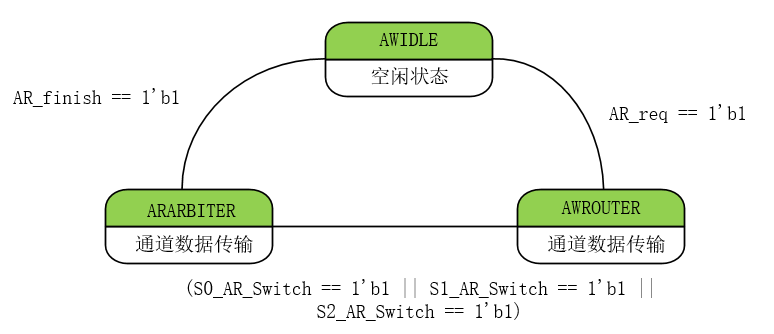 AWIDLE
空闲状态
AR_finish == 1'b1
AR_req == 1'b1
ARARBITER
通道数据传输
AWROUTER
通道数据传输
(S0_AR_Switch == 1'b1 || S1_AR_Switch == 1'b1 ||
S2_AR_Switch == 1'b1)